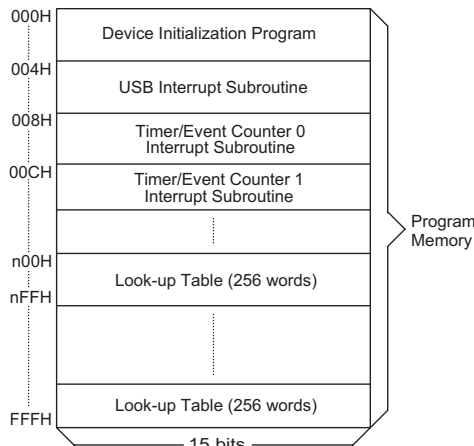 000H
Device Initialization Program
004H
USB Interrupt Subroutine
008H
Timer/Event Counter 0
Interrupt Subroutine
00CH
Timer/Event Counter 1
Interrupt Subroutine
Program
Memory
n00H
Look-up Table (256 words)
nFFH
Look-up Table (256 words)
FFFH
15 bits